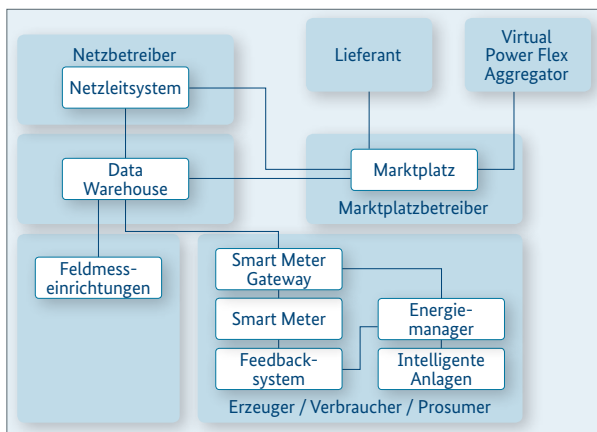 Netzbetreiber
Netzleitsystem
Lieferant
Virtual
Power Flex
Aggregator
Data
Warehouse
Marktplatz
Marktplatzbetreiber
Feldmess-
einrichtungen
Smart Meter
Gateway
Smart Meter
Feedback-
system
Energie-
manager
Intelligente
Anlagen
Erzeuger / Verbraucher / Prosumer